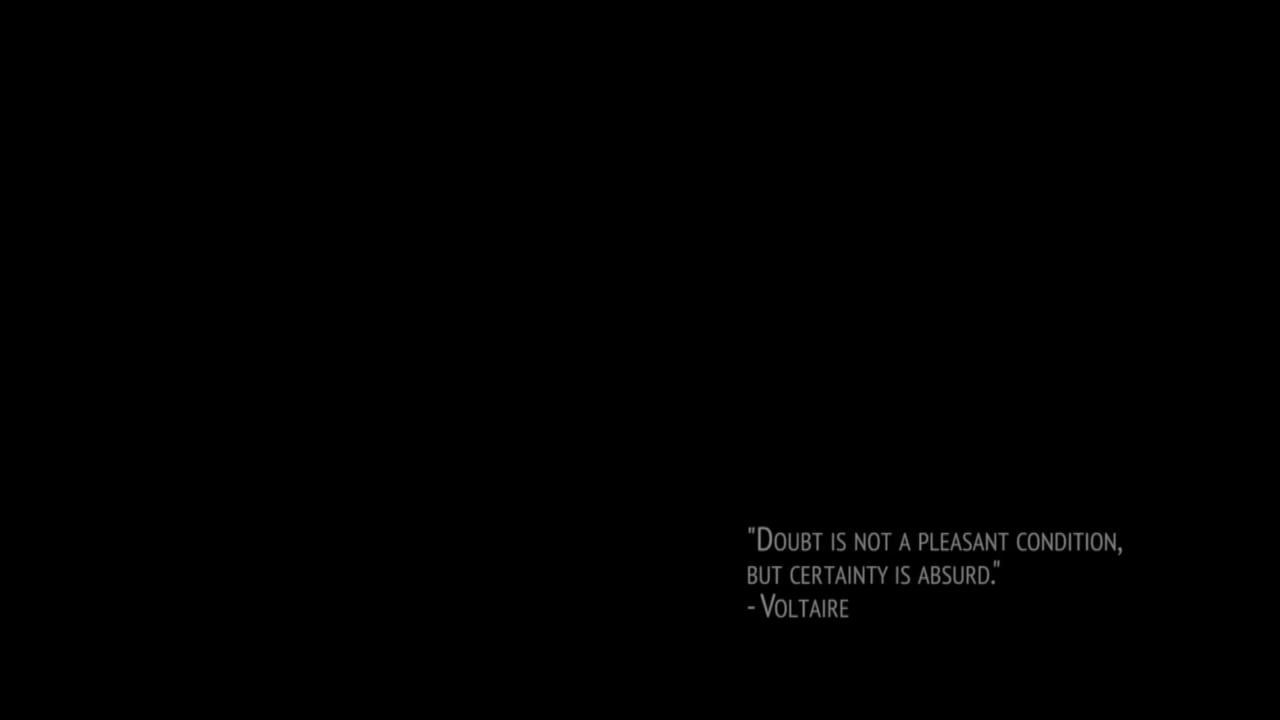 "Doubt is not a pleasant condition,
but certainty is absurd."
- Voltaire